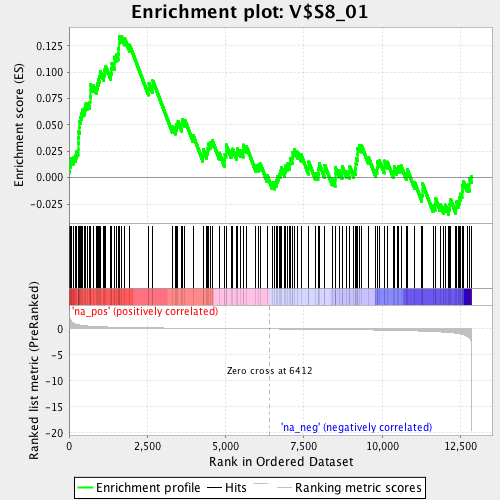 Enrichment plot: V$S8_01
Enrichment score (ES)
0.125
0.100
0.075
0.050
0.025
0.000
-0.025
'na_pos' (positively correlated)
Ranked list metric (PreRanked)
0
-5
-10
-15
-20
Zero cross at 6412
'na_neg' (negatively correlated)
0
2,500
5,000
7,500
10,000
12,500
Rank in Ordered Dataset
Enrichment profile
Hits
Ranking metric scores